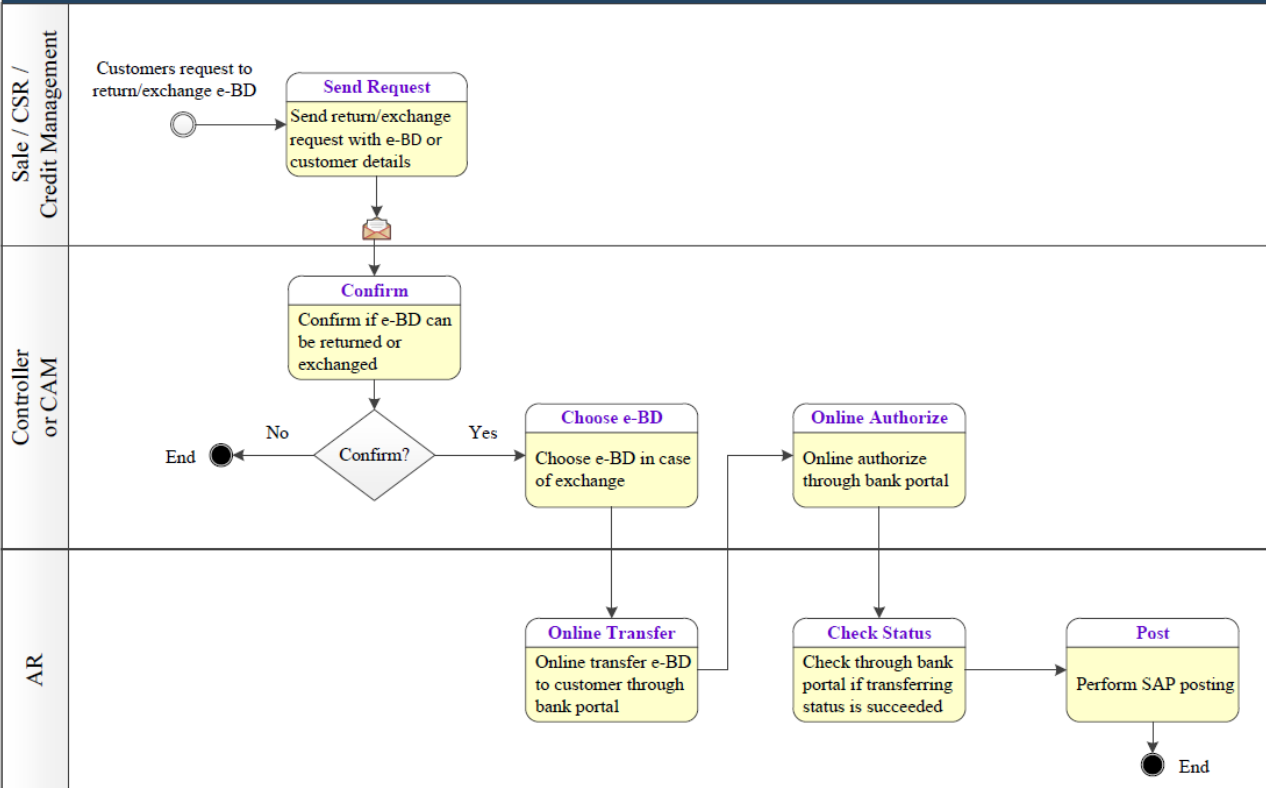 Sale / CSR /
Credit Management
Customers request to
return/exchange e-BD
Send Request
Send return/exchange
request with e-BD or
customer details
Controller
or CAM
Confirm
Confirm if e-BD can
be returned or
exchanged
Confirm?
No
End
Yes
Choose e-BD
Choose e-BD in case
of exchange
Online Authorize
Online authorize
through bank portal
AR
Online Transfer
Online transfer e-BD
to customer through
bank portal
Check Status
Check through bank
portal if transferring
status is succeeded
Post
Perform SAP posting
End